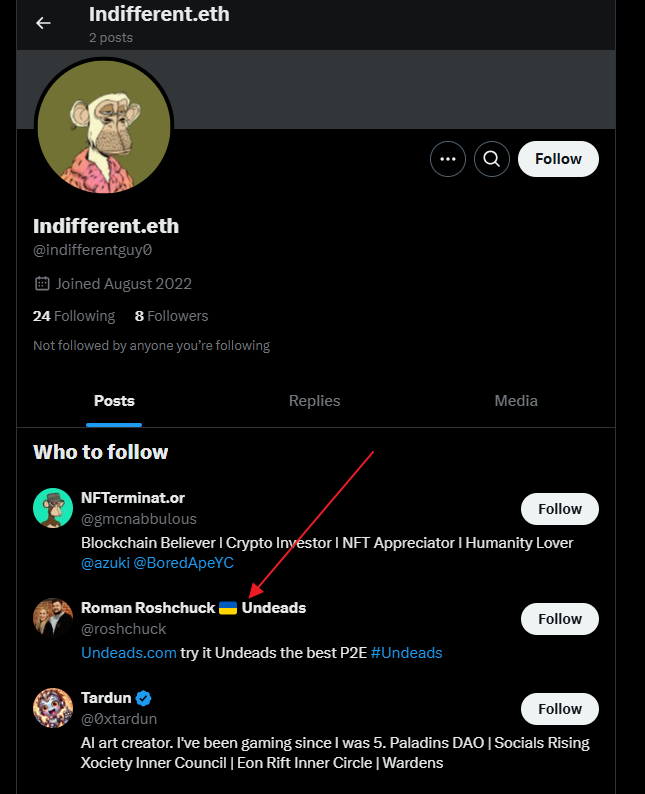 Indifferent.eth
2 posts
Follow
Indifferent.eth
@indifferentguy0
Joined August 2022
24 Following 8 Followers
Not followed by anyone you're following
Posts Replies Media
Who to follow
NFTerminat.or
@gmcnabbulous
Follow
Blockchain Believer | Crypto Investor | NFT Appreciator | Humanity Lover
@azuki @BoredApeYC
Roman Roshchuck 🇺🇦 Undeads
@roshchuck
Follow
Undeads.com try it Undeads the best P2E #Undeads
Tardun
@0xtardun
Follow
AI art creator. I've been gaming since I was 5. Paladins DAO | Socials Rising
Xociety Inner Council | Eon Rift Inner Circle | Wardens